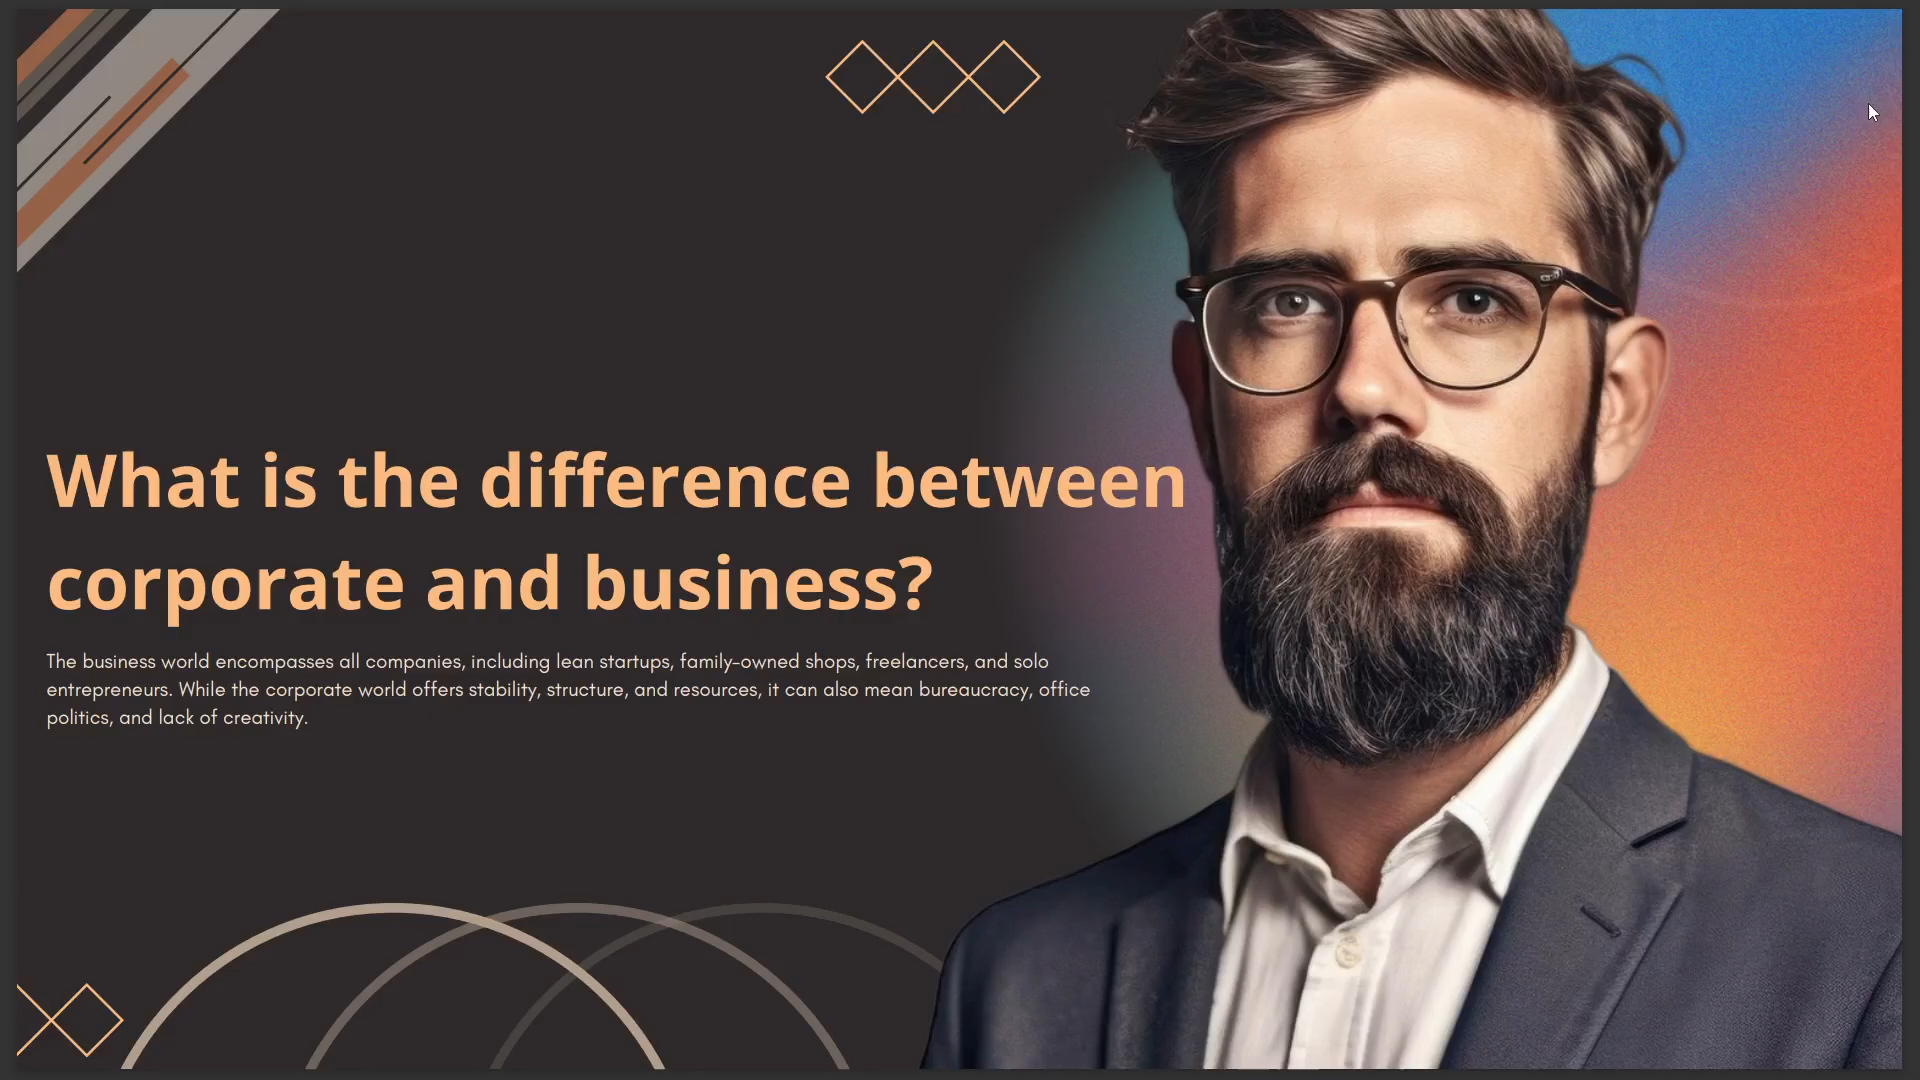 What is the difference between
corporate and business?
The business world encompasses all companies, including lean startups, family-owned shops, freelancers, and solo
entrepreneurs. While the corporate world offers stability, structure, and resources, it can also mean bureaucracy, office
politics, and lack of creativity.